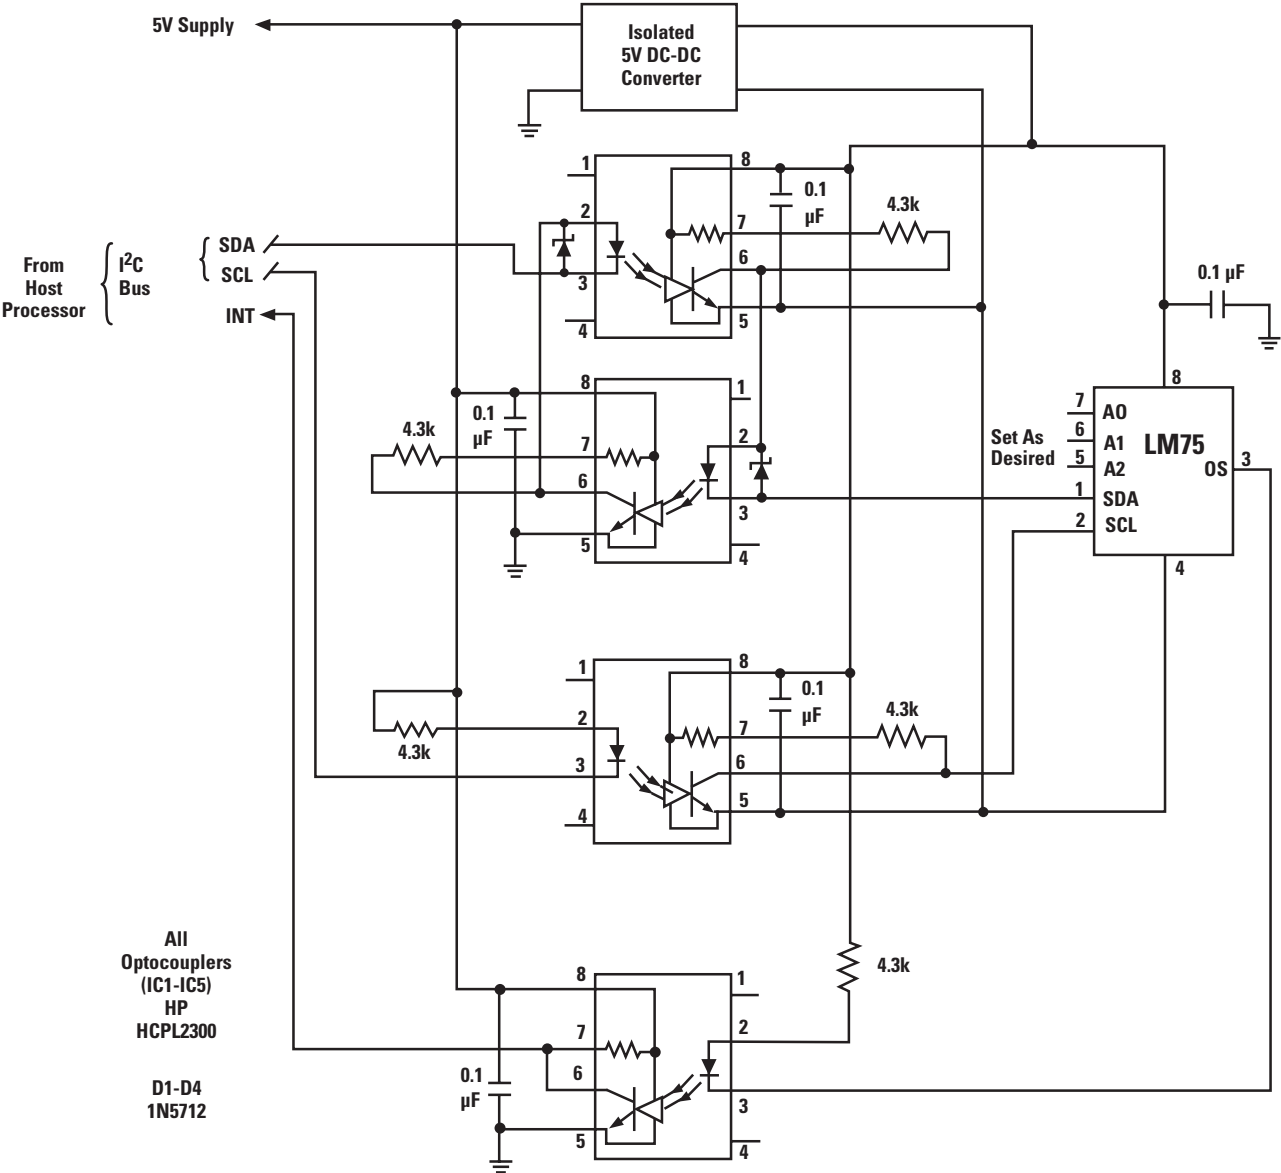 5V Supply
Isolated
5V DC-DC
Converter
From
Host
Processor
I2C
Bus
SDA
SCL
INT
1
2
3
4
8
7
6
5
0.1
µF
4.3k
0.1 µF
8
7
6
5
0.1
µF
4.3k
1
2
3
4
Set As
Desired
7
6
5
1
2
8
3
4
A0
A1
A2
SDA
SCL
LM75
OS
1
2
3
4
4.3k
8
7
6
5
0.1
µF
4.3k
4.3k
All
Optocouplers
(IC1-IC5)
HP
HCPL2300
D1-D4
1N5712
8
7
6
5
0.1
µF
1
2
3
4